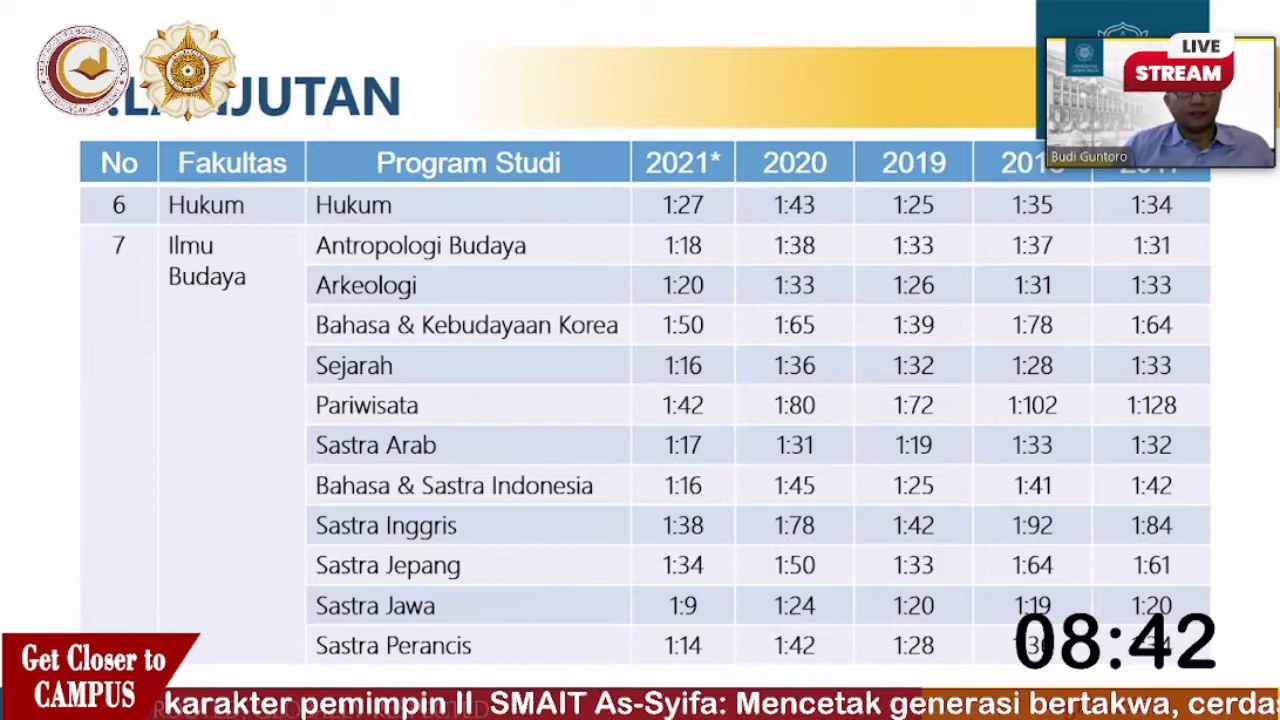 LIVE
STREAM
Budi Guntoro
JUTAN
No Fakultas Program Studi 2021* 2020 2019
6 Hukum Hukum 1:27 1:43 1:25 1:35 1:34
7 Ilmu Budaya Antropologi Budaya 1:18 1:38 1:33 1:37 1:31
Arkeologi 1:20 1:33 1:26 1:31 1:33
Bahasa & Kebudayaan Korea 1:50 1:65 1:39 1:78 1:64
Sejarah 1:16 1:36 1:32 1:28 1:33
Pariwisata 1:42 1:80 1:72 1:102 1:128
Sastra Arab 1:17 1:31 1:19 1:33 1:32
Bahasa & Sastra Indonesia 1:16 1:45 1:25 1:41 1:42
Sastra Inggris 1:38 1:78 1:42 1:92 1:84
Sastra Jepang 1:34 1:50 1:33 1:64 1:61
Sastra Jawa 1:9 1:24 1:20 1:19 1:20
Sastra Perancis 1:14 1:42 1:28
08:42
Get Closer to
CAMPUS
karakter pemimpin II SMAIT As-Syifa: Mencetak generasi bertakwa, cerda